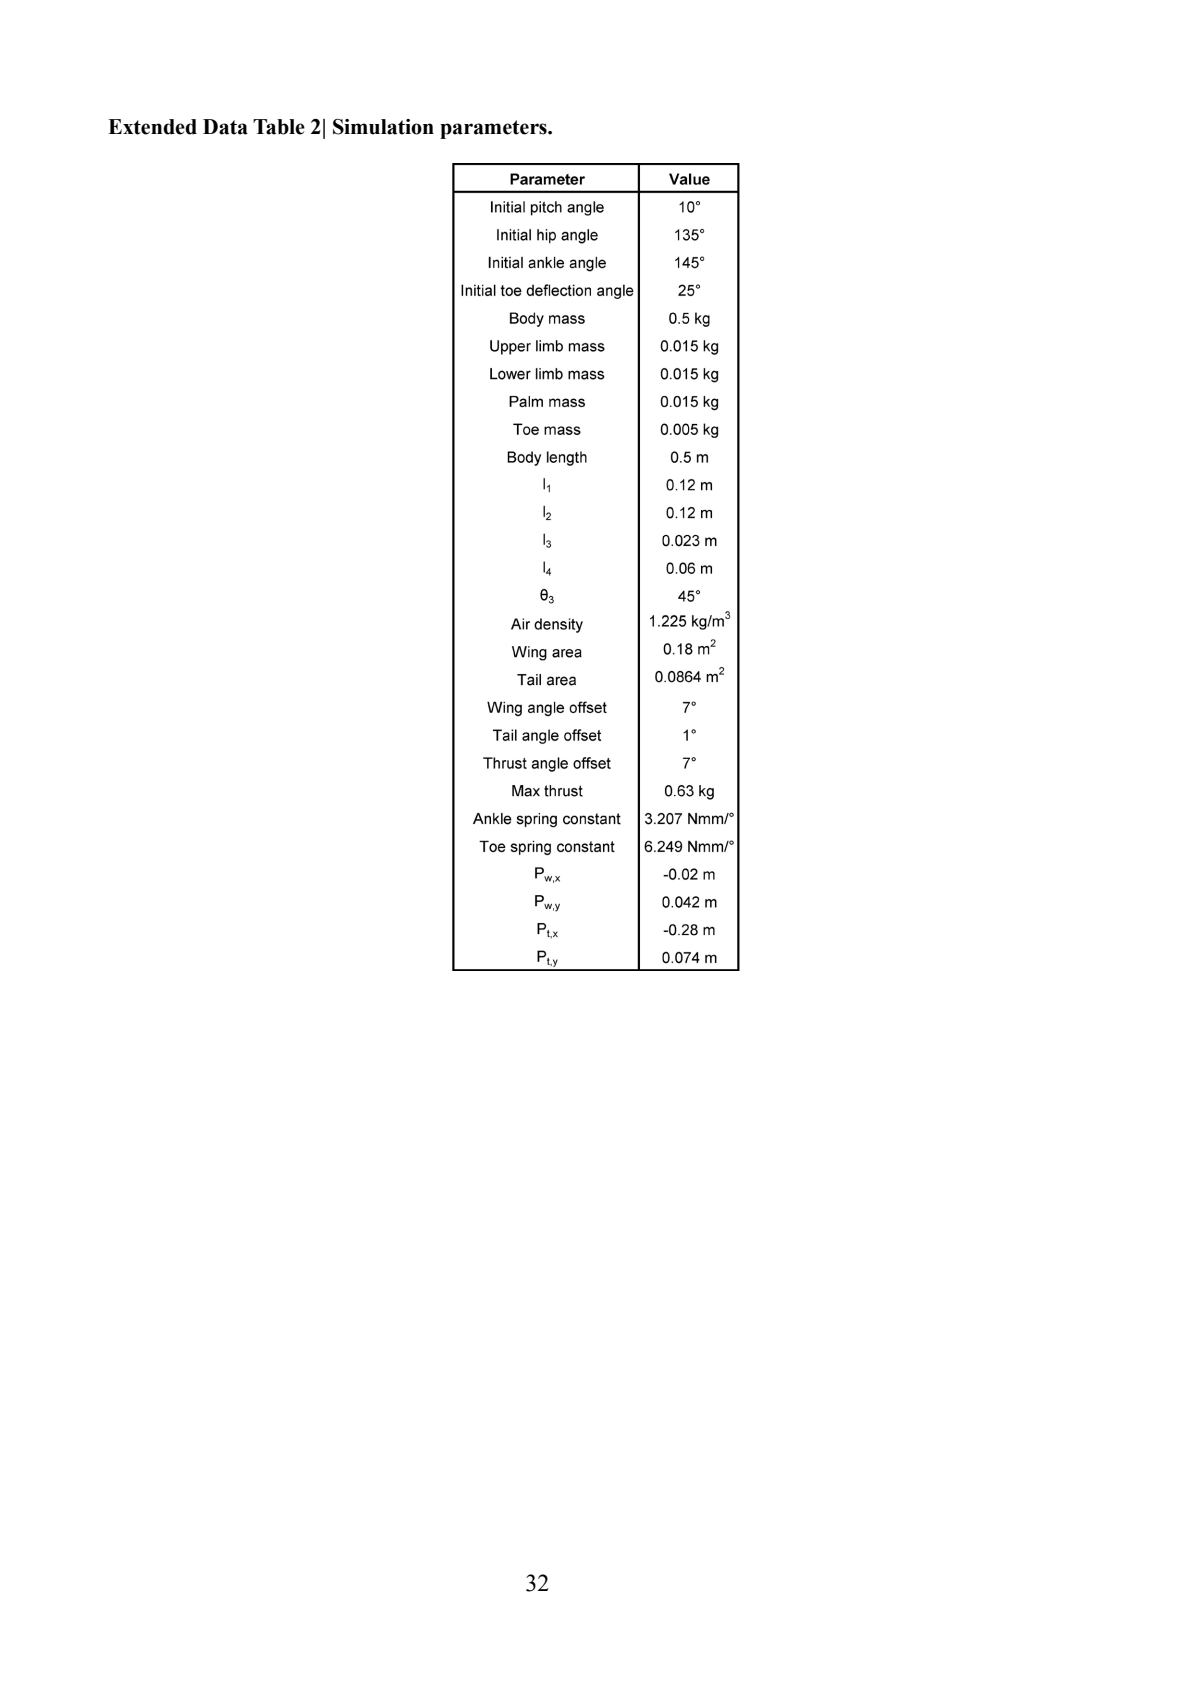 Extended Data Table 2| Simulation parameters.
Parameter Value
Initial pitch angle 10°
Initial hip angle 135°
Initial ankle angle 145°
Initial toe deflection angle 25°
Body mass 0.5 kg
Upper limb mass 0.015 kg
Lower limb mass 0.015 kg
Palm mass 0.015 kg
Toe mass 0.005 kg
Body length 0.5 m
l₁ 0.12 m
l₂ 0.12 m
l₃ 0.023 m
l₄ 0.06 m
θ₃ 45°
Air density 1.225 kg/m³
Wing area 0.18 m²
Tail area 0.0864 m²
Wing angle offset 7°
Tail angle offset 1°
Thrust angle offset 7°
Max thrust 0.63 kg
Ankle spring constant 3.207 Nmm/°
Toe spring constant 6.249 Nmm/°
Pw,x -0.02 m
Pw,y 0.042 m
Pt,x -0.28 m
Pt,y 0.074 m
32